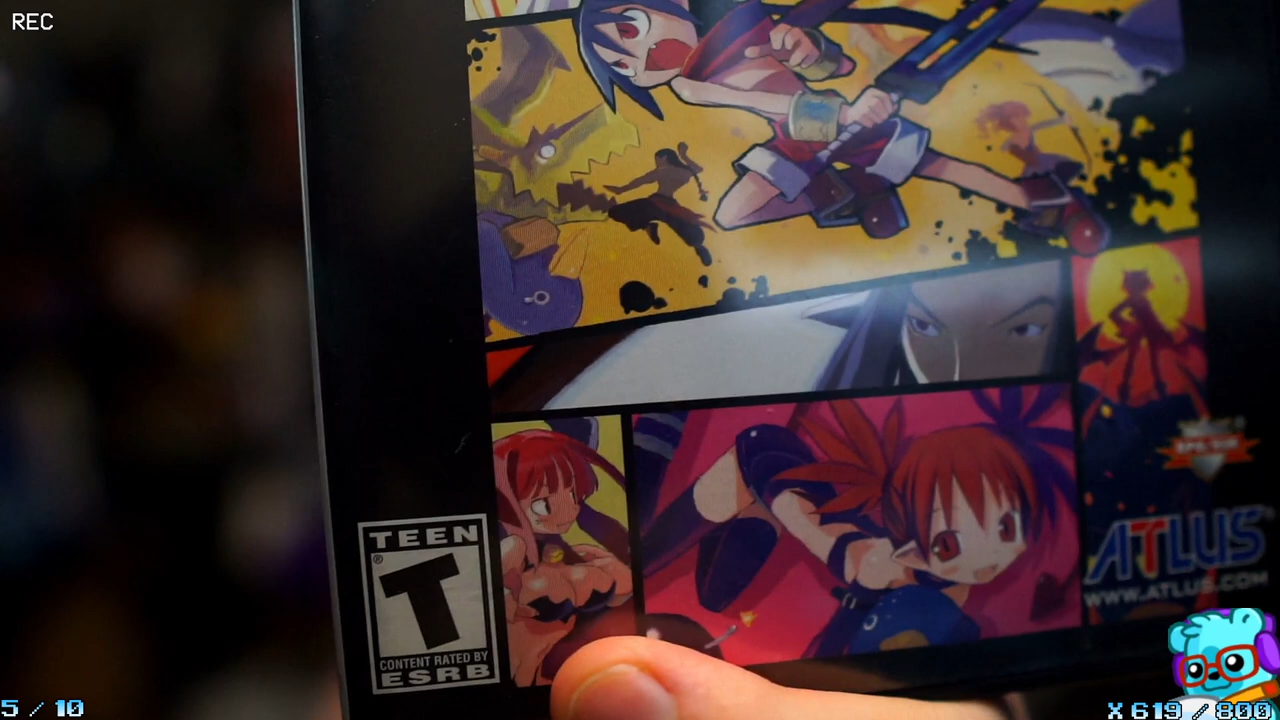 REC
TEEN
T
CONTENT RATED BY
ESRB
ATLUS
WWW.ATLUS.COM
5 / 10
X 619 / 800